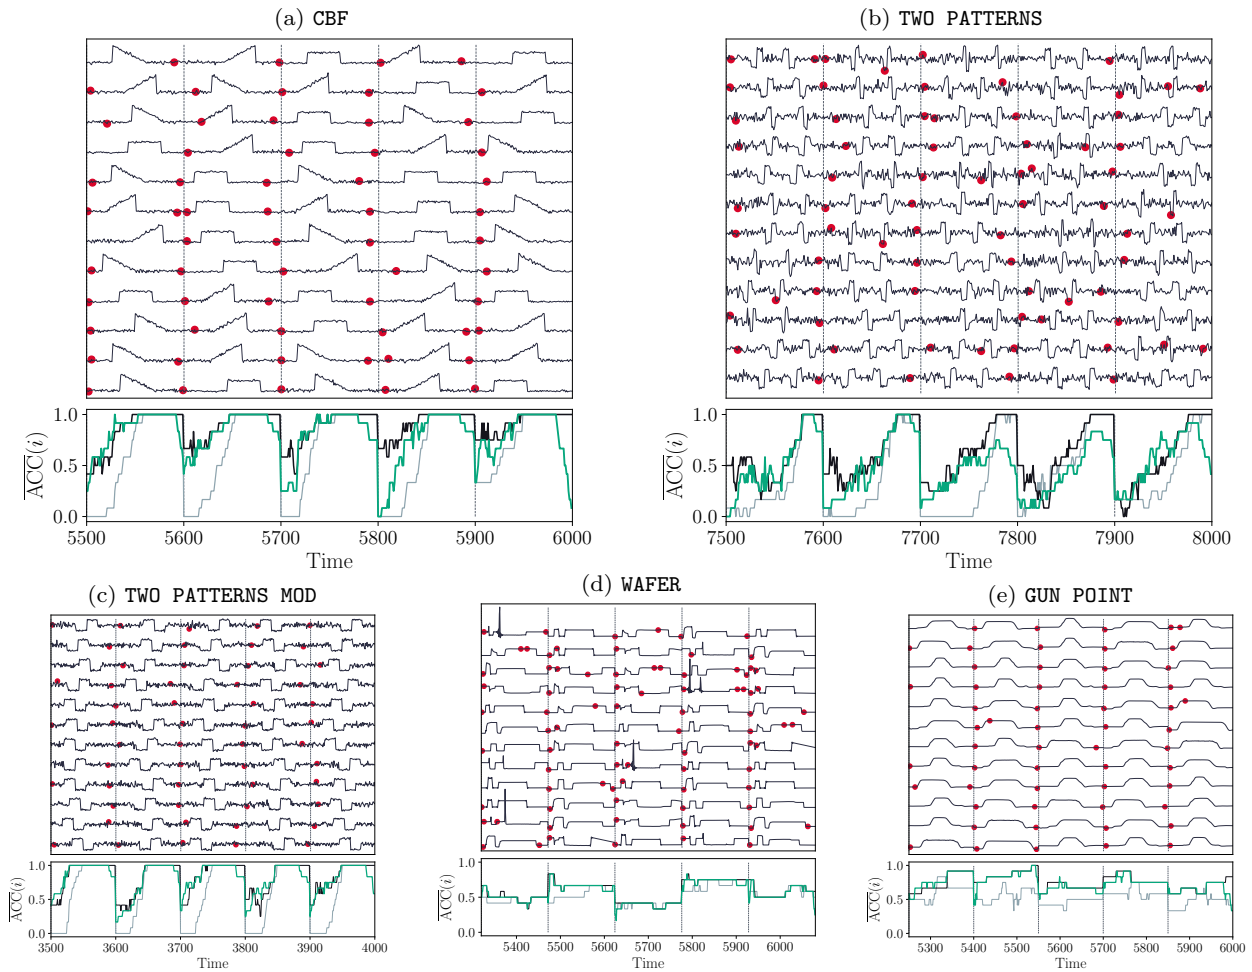 (a) CBF
1.0
0.5
0.0
ACC(i)
5500 5600 5700 5800 5900 6000
Time
(b) TWO PATTERNS
1.0
0.5
0.0
ACC(i)
7500 7600 7700 7800 7900 8000
Time
(c) TWO PATTERNS MOD
1.0
0.5
0.0
ACC(i)
3500 3600 3700 3800 3900 4000
Time
(d) WAFER
1.0
0.5
0.0
ACC(i)
5400 5500 5600 5700 5800 5900 6000
Time
(e) GUN POINT
1.0
0.5
0.0
ACC(i)
5300 5400 5500 5600 5700 5800 5900 6000
Time